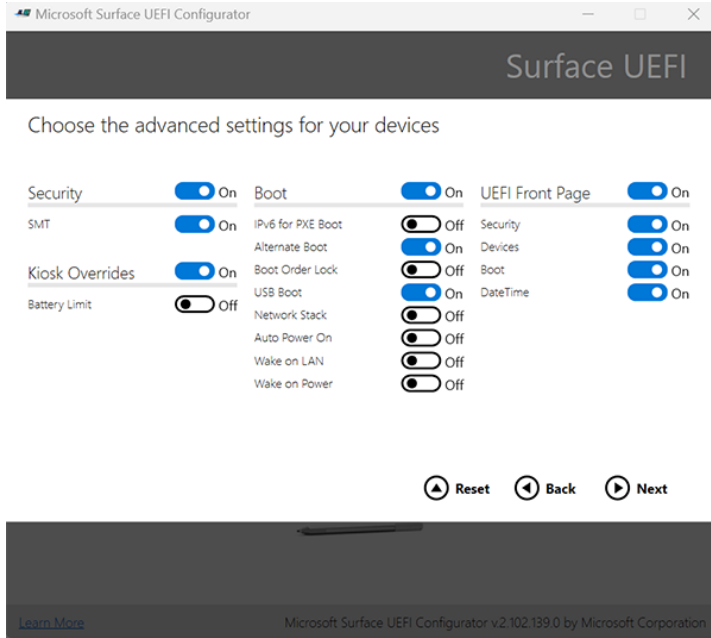 Microsoft Surface UEFI Configurator
Surface UEFI
Choose the advanced settings for your devices
Security On
SMT On
Kiosk Overrides On
Battery Limit Off
Boot On
IPv6 for PXE Boot Off
Alternate Boot On
Boot Order Lock Off
USB Boot On
Network Stack Off
Auto Power On Off
Wake on LAN Off
Wake on Power Off
UEFI Front Page On
Security On
Devices On
Boot On
DateTime On
Reset Back Next
Learn More
Microsoft Surface UEFI Configurator v.2.102.139.0 by Microsoft Corporation